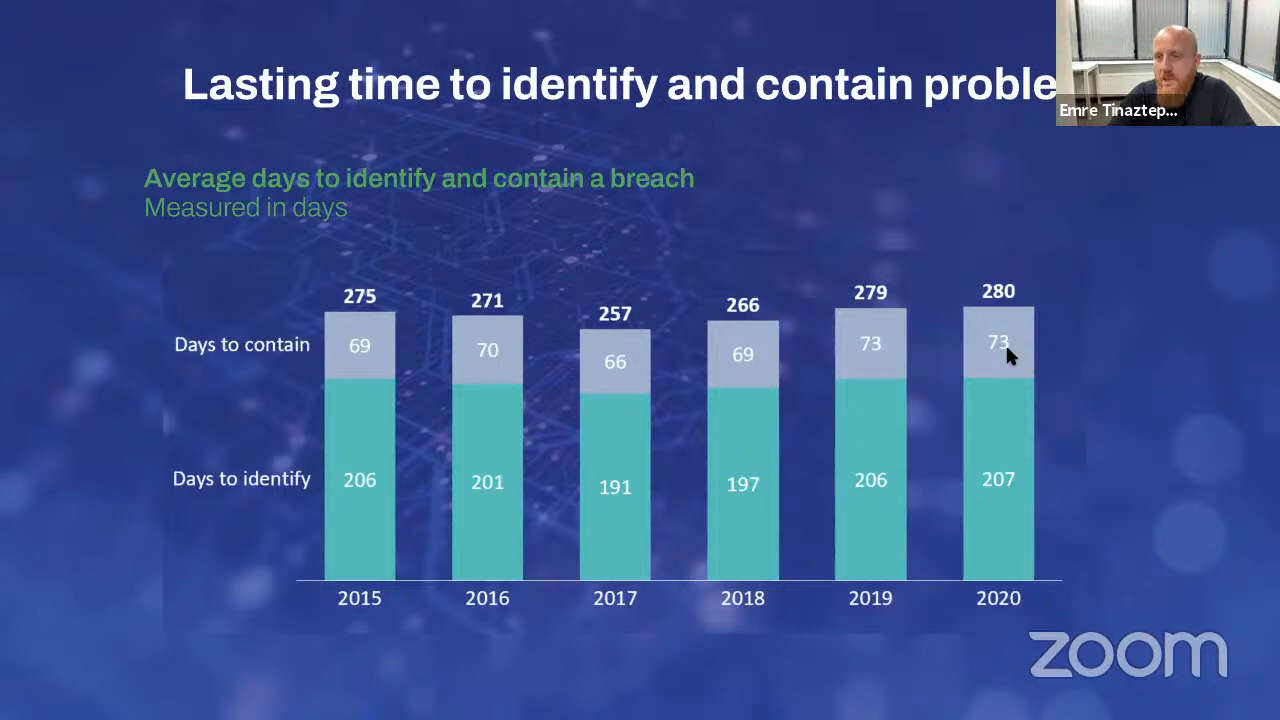 Lasting time to identify and contain proble
Emre Tinaztep...
Average days to identify and contain a breach
Measured in days
275 271 257 266 279 280
Days to contain 69 70 66 69 73 73
Days to identify 206 201 191 197 206 207
2015 2016 2017 2018 2019 2020
zoom